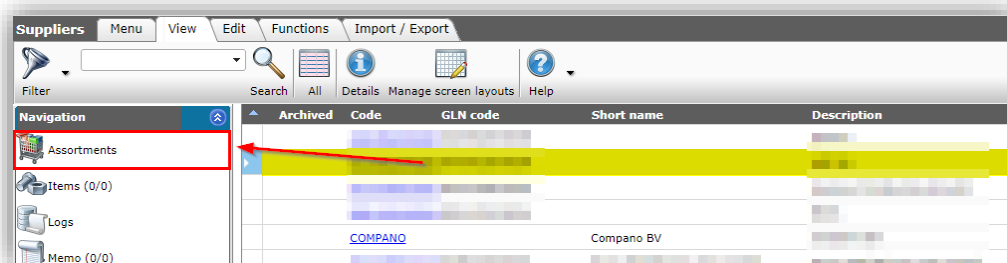 Suppliers Menu View Edit Functions Import / Export
Filter Search All Details Manage screen layouts Help
Navigation Archived Code GLN code Short name Description
Assortments
Items (0/0)
Logs
COMPANO Compano BV
Memo (0/0)